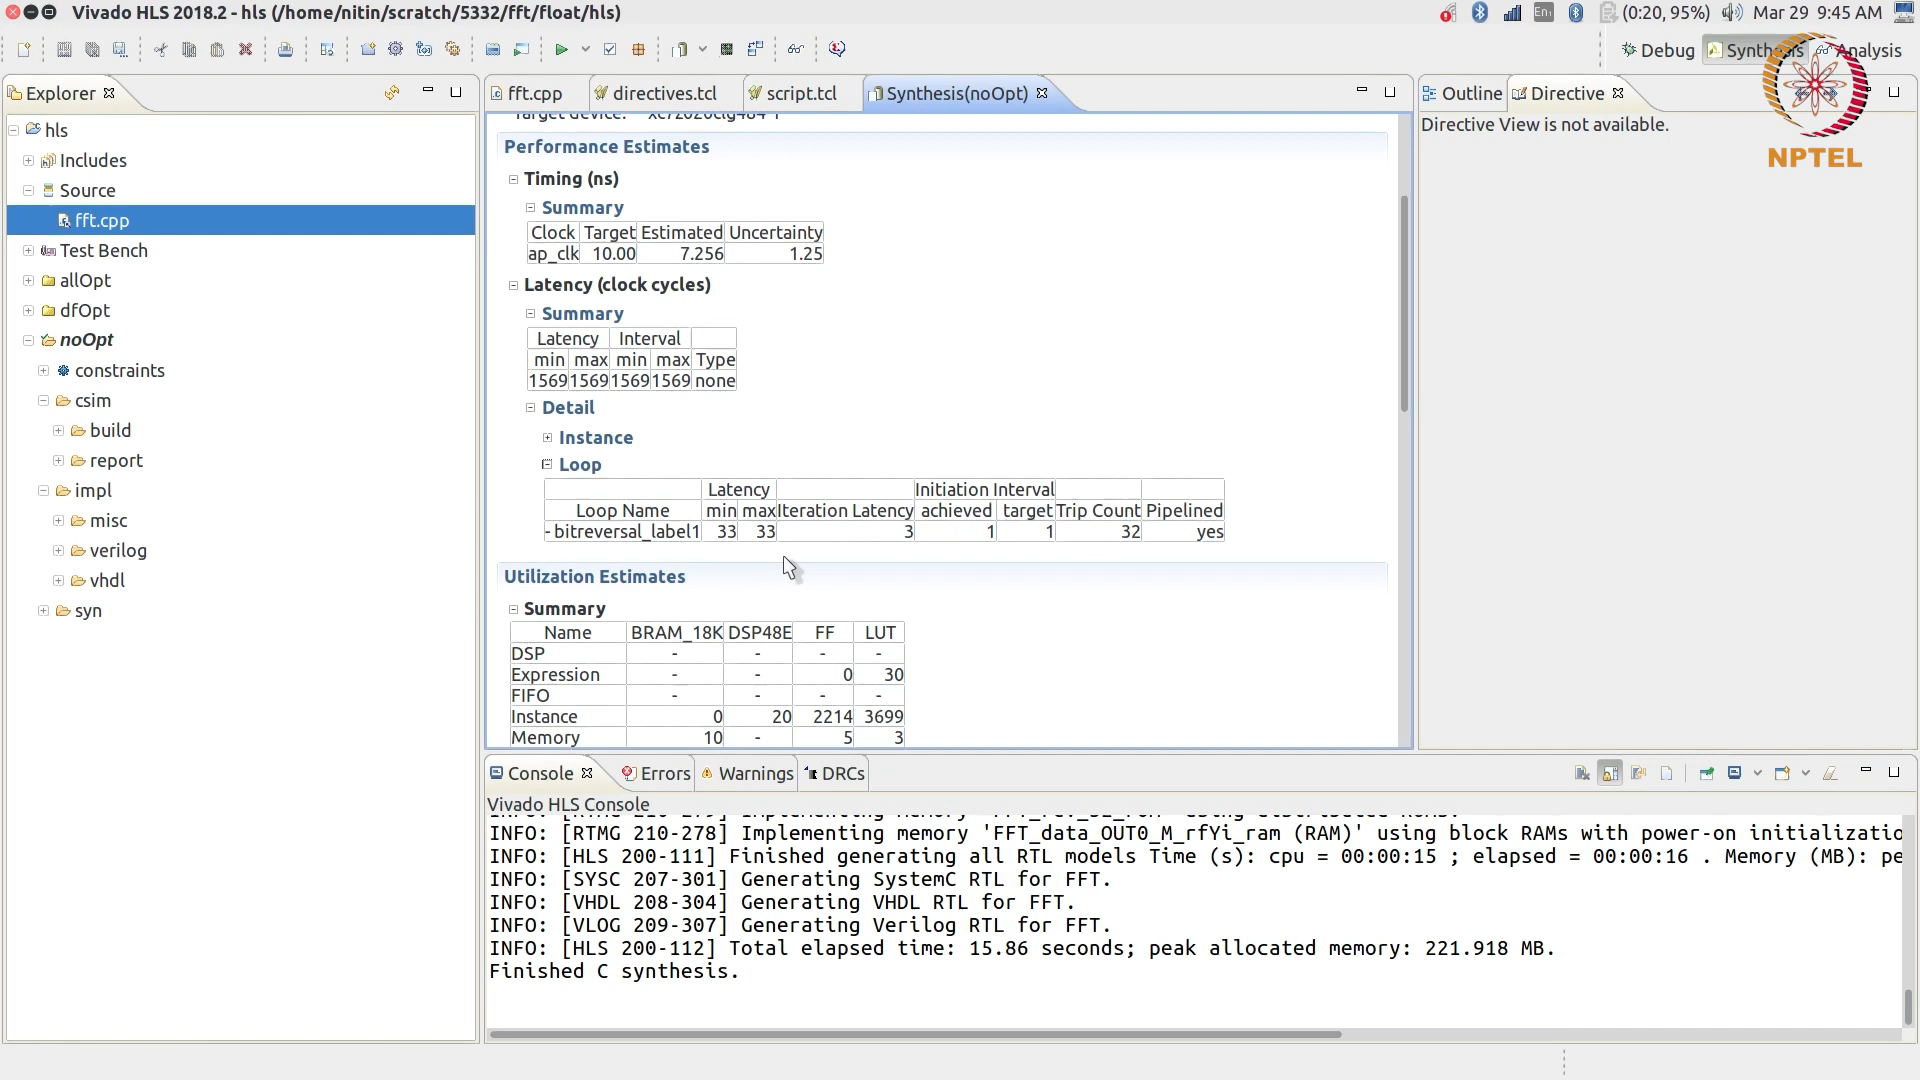 Vivado HLS 2018.2 - hls (/home/nitin/scratch/5332/fft/float/hls)
En1 (0:20, 95%) Mar 29 9:45 AM
Debug Synthesis Analysis
NPTEL
Explorer
hls
Includes
Source
fft.cpp
Test Bench
allOpt
dfOpt
noOpt
constraints
csim
build
report
impl
misc
verilog
vhdl
syn
fft.cpp directives.tcl script.tcl Synthesis(noOpt)
Performance Estimates
Timing (ns)
Summary
Clock Target Estimated Uncertainty
ap_clk 10.00 7.256 1.25
Latency (clock cycles)
Summary
Latency Interval
min max min max Type
1569 1569 1569 1569 none
Detail
Instance
Loop
Latency Initiation Interval
Loop Name min max Iteration Latency achieved target Trip Count Pipelined
- bitreversal_label1 33 33 3 1 1 32 yes
Utilization Estimates
Summary
Name BRAM_18K DSP48E FF LUT
DSP - - - -
Expression - - 0 30
FIFO - - - -
Instance 0 20 2214 3699
Memory 10 - 5 3
Outline Directive
Directive View is not available.
Console Errors Warnings DRCs
Vivado HLS Console
INFO: [RTMG 210-278] Implementing memory 'FFT_data_OUT0_M_rfYi_ram (RAM)' using block RAMs with power-on initializatio
INFO: [HLS 200-111] Finished generating all RTL models Time (s): cpu = 00:00:15 ; elapsed = 00:00:16 . Memory (MB): pe
INFO: [SYSC 207-301] Generating SystemC RTL for FFT.
INFO: [VHDL 208-304] Generating VHDL RTL for FFT.
INFO: [VLOG 209-307] Generating Verilog RTL for FFT.
INFO: [HLS 200-112] Total elapsed time: 15.86 seconds; peak allocated memory: 221.918 MB.
Finished C synthesis.